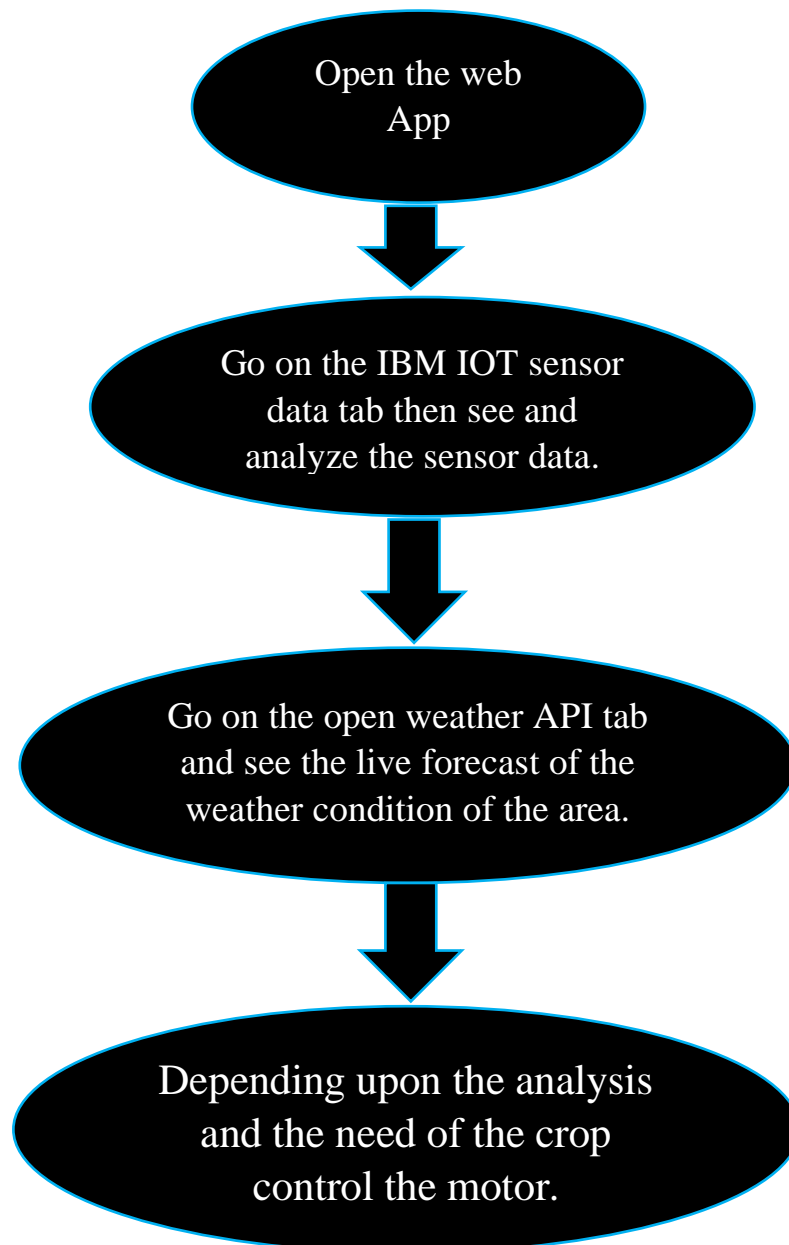 Open the web
App
Go on the IBM IOT sensor
data tab then see and
analyze the sensor data.
Go on the open weather API tab
and see the live forecast of the
weather condition of the area.
Depending upon the analysis
and the need of the crop
control the motor.